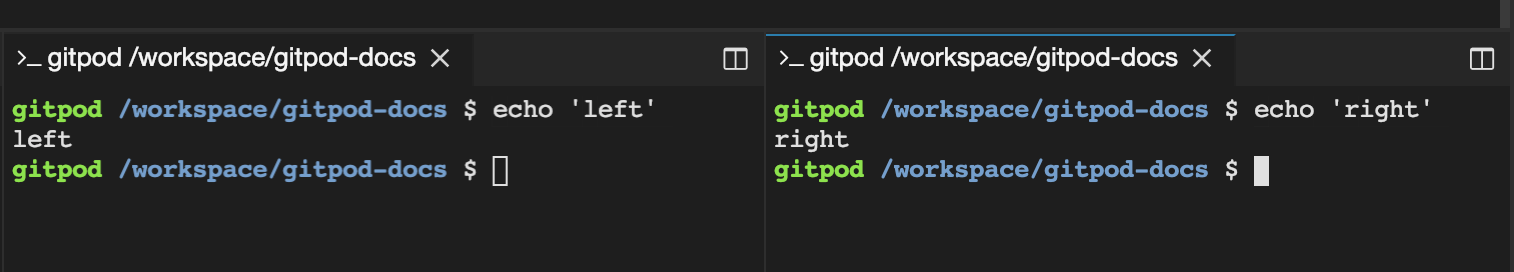 >_ gitpod /workspace/gitpod-docs
gitpod /workspace/gitpod-docs $ echo 'left'
left
gitpod /workspace/gitpod-docs $
>_ gitpod /workspace/gitpod-docs
gitpod /workspace/gitpod-docs $ echo 'right'
right
gitpod /workspace/gitpod-docs $